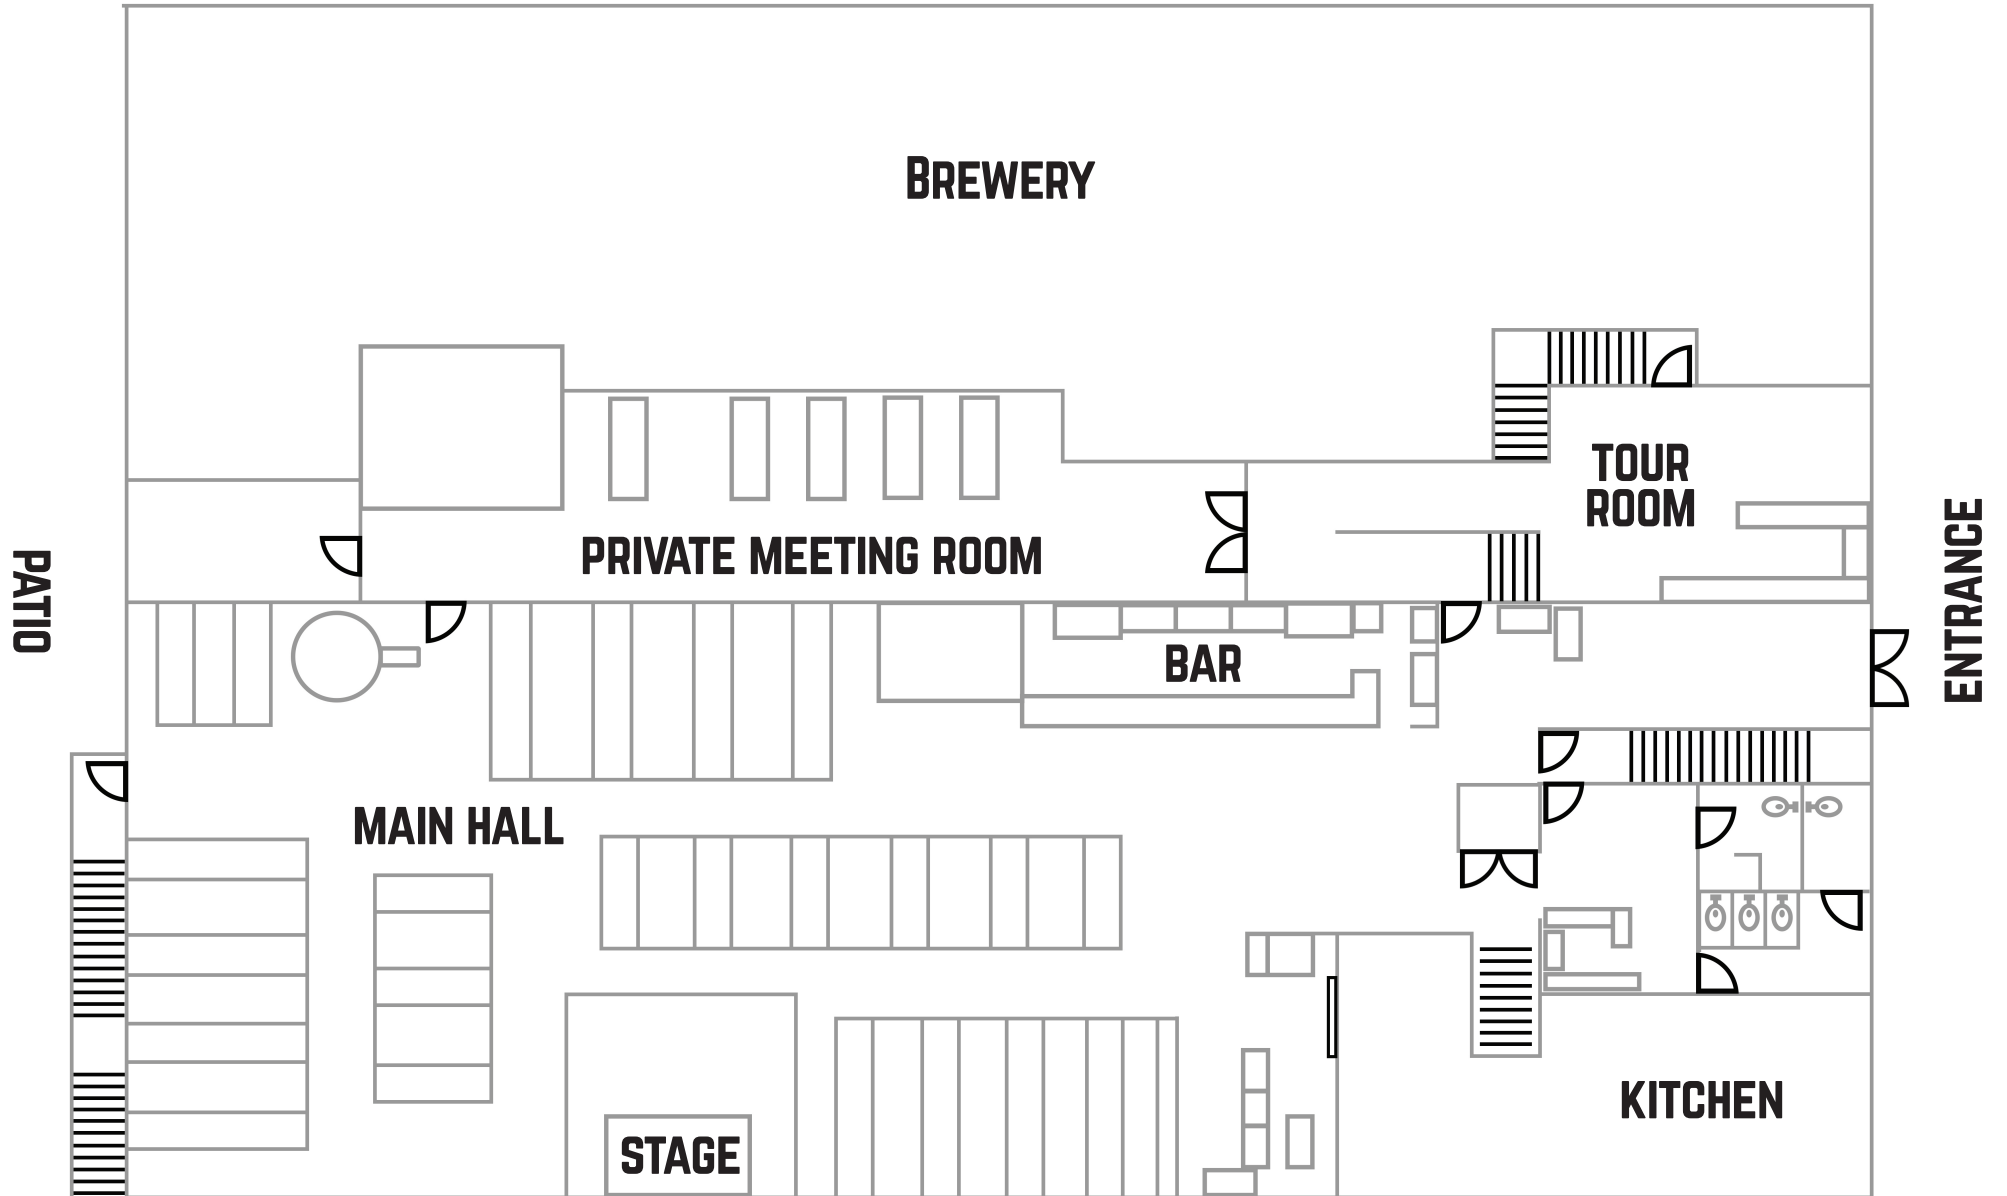 BREWERY
TOUR
ROOM
PRIVATE MEETING ROOM
PATIO
ENTRANCE
BAR
MAIN HALL
KITCHEN
STAGE